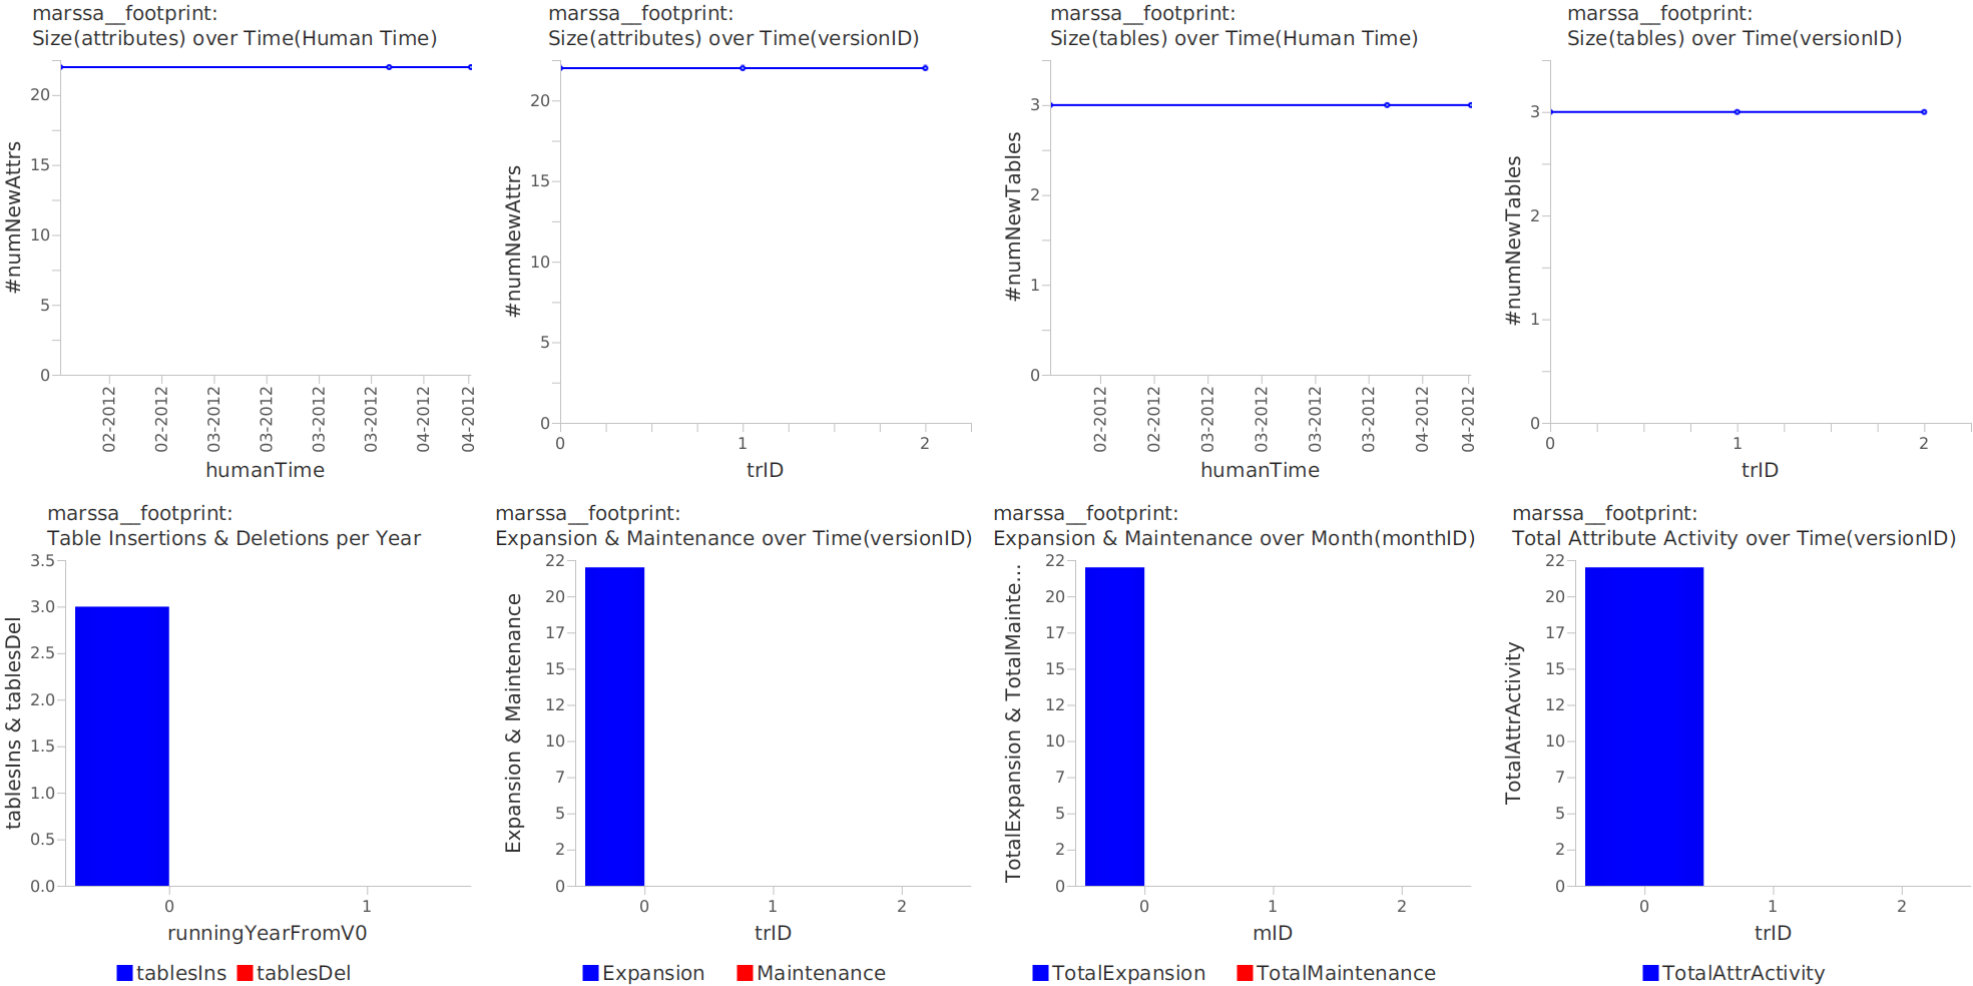 marssa__footprint:
Size(attributes) over Time(Human Time)
#numNewAttrs
20
15
10
5
0
02-2012
02-2012
03-2012
03-2012
03-2012
03-2012
04-2012
04-2012
humanTime
marssa__footprint:
Size(attributes) over Time(versionID)
#numNewAttrs
20
15
10
5
0
0
1
2
trID
marssa__footprint:
Size(tables) over Time(Human Time)
#numNewTables
3
2
1
0
02-2012
02-2012
03-2012
03-2012
03-2012
03-2012
04-2012
04-2012
humanTime
marssa__footprint:
Size(tables) over Time(versionID)
#numNewTables
3
2
1
0
0
1
2
trID
marssa__footprint:
Table Insertions & Deletions per Year
tablesIns & tablesDel
3.5
3.0
2.5
2.0
1.5
1.0
0.5
0.0
0
1
runningYearFromV0
tablesIns
tablesDel
marssa__footprint:
Expansion & Maintenance over Time(versionID)
Expansion & Maintenance
22
20
17
15
12
10
7
5
2
0
0
1
2
trID
Expansion
Maintenance
marssa__footprint:
Expansion & Maintenance over Month(monthID)
TotalExpansion & TotalMainte...
22
20
17
15
12
10
7
5
2
0
0
1
2
mID
TotalExpansion
TotalMaintenance
marssa__footprint:
Total Attribute Activity over Time(versionID)
TotalAttrActivity
22
20
17
15
12
10
7
5
2
0
0
1
2
trID
TotalAttrActivity